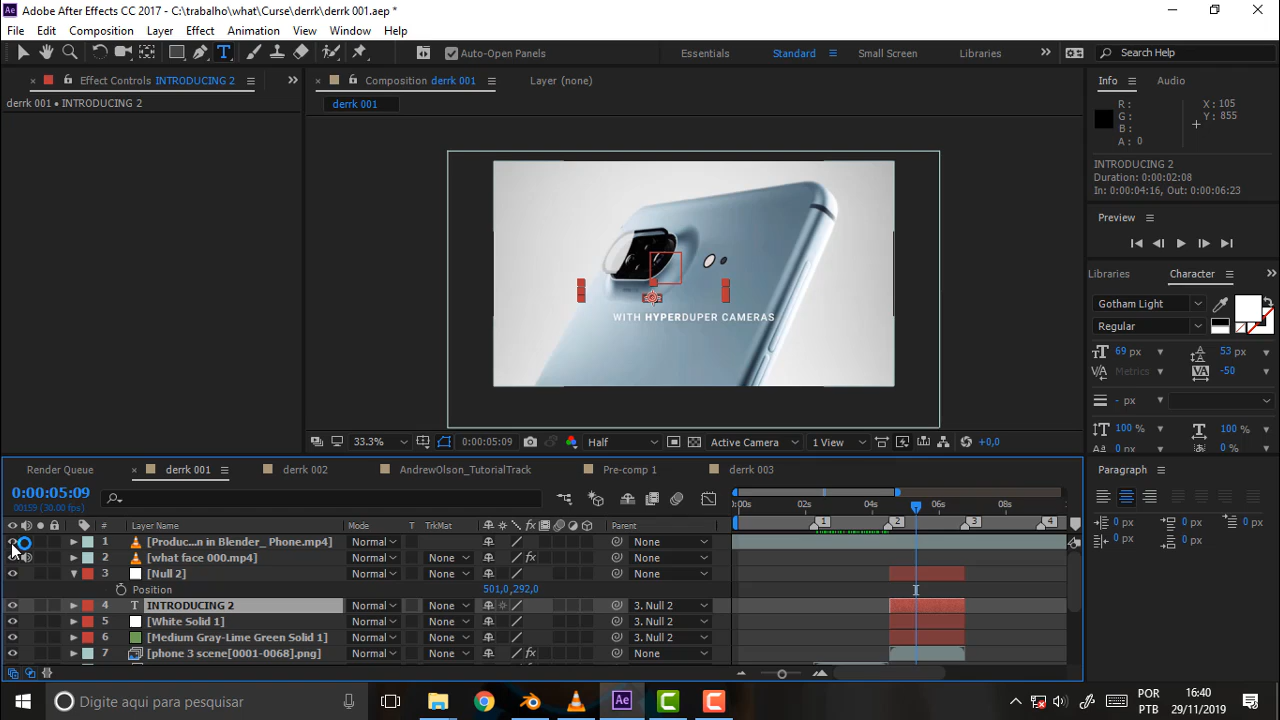 Adobe After Effects CC 2017 - C:\trabalho\what\Curse\derrk\derrk 001.aep *
File Edit Composition Layer Effect Animation View Window Help
Auto-Open Panels Essentials Standard Small Screen Libraries Search Help
Effect Controls INTRODUCING 2 Composition derrk 001 Layer (none) Info Audio
derrk 001 • INTRODUCING 2 derrk 001
R: X: 105
G: Y: 855
B:
A: 0
INTRODUCING 2
Duration: 0:00:02:08
In: 0:00:04:16, Out: 0:00:06:23
Preview
Libraries Character
Gotham Light
Regular
WITH HYPERDUPER CAMERAS
69 px 53 px
Metrics -50
- px
100 % 100 %
0 px 0 %
33.3% 0:00:05:09 Half Active Camera 1 View +0,0
Render Queue derrk 001 derrk 002 AndrewOlson_TutorialTrack Pre-comp 1 derrk 003 Paragraph
0:00:05:09
00159 (30.00 fps)
:00s 02s 04s 06s 08s
# Layer Name Mode T TrkMat Parent 1 2 3 4
1 [Produc...n in Blender_ Phone.mp4] Normal None
2 [what face 000.mp4] Normal None None
3 [Null 2] Normal None None
Position 501,0,292,0
4 T INTRODUCING 2 Normal None 3. Null 2
5 [White Solid 1] Normal None 3. Null 2
6 [Medium Gray-Lime Green Solid 1] Normal None 3. Null 2
7 [phone 3 scene[0001-0068].png] Normal None None
0 px 0 px 0 px
0 px 0 px
Digite aqui para pesquisar
Ae
POR
PTB
16:40
29/11/2019